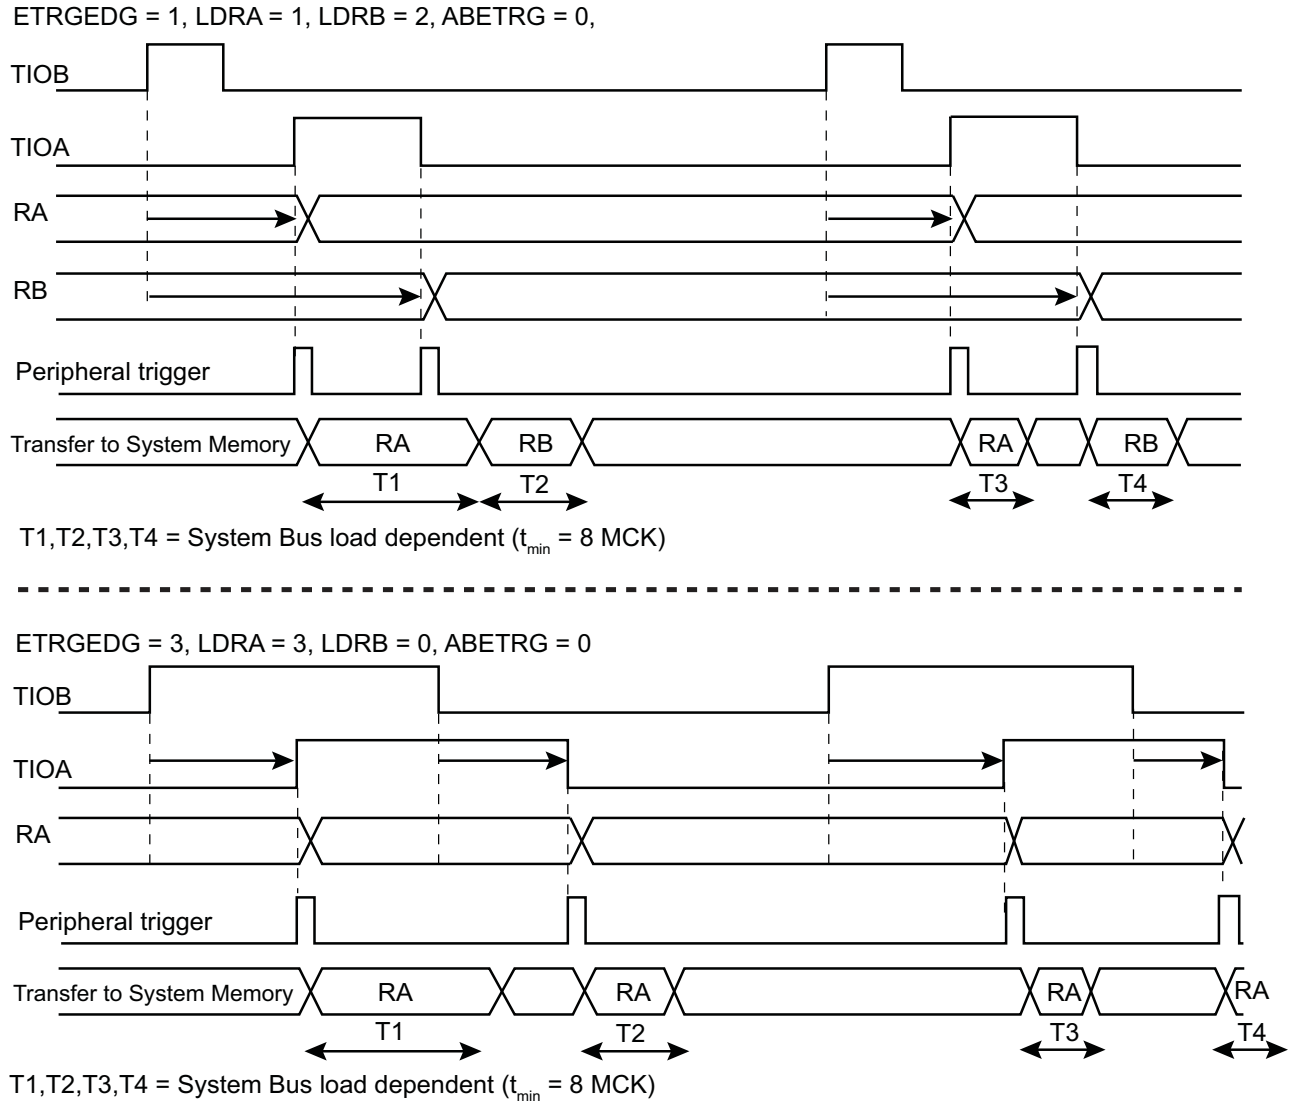 ETRGEDG = 1, LDRA = 1, LDRB = 2, ABETRG = 0,
TIOB
TIOA
RA
RB
Peripheral trigger
Transfer to System Memory RA RB RA RB
T1 T2 T3 T4
T1,T2,T3,T4 = System Bus load dependent (tmin = 8 MCK)
ETRGEDG = 3, LDRA = 3, LDRB = 0, ABETRG = 0
TIOB
TIOA
RA
Peripheral trigger
Transfer to System Memory RA RA RA RA
T1 T2 T3 T4
T1,T2,T3,T4 = System Bus load dependent (tmin = 8 MCK)